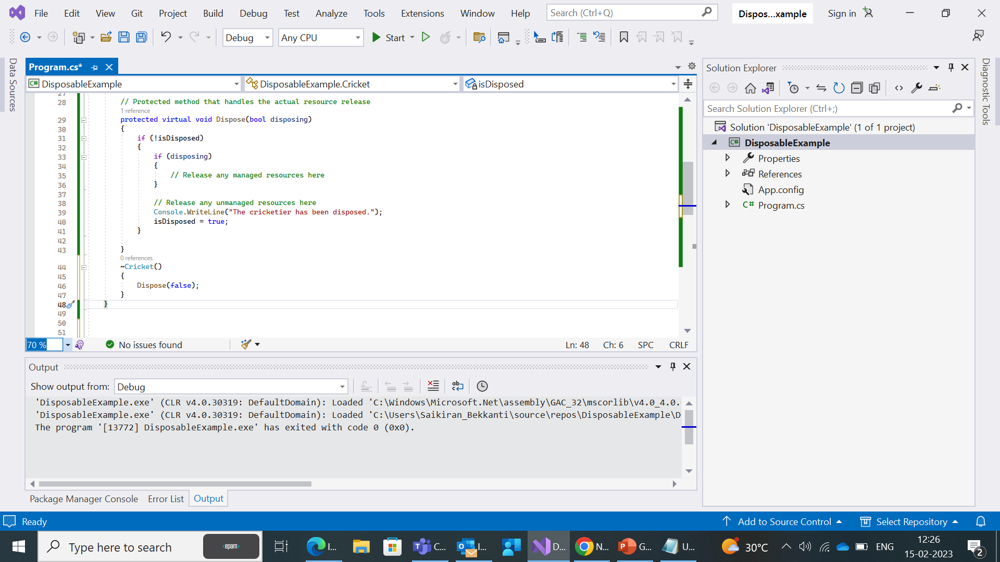 File Edit View Git Project Build Debug Test Analyze Tools Extensions Window Help Search (Ctrl+Q) Dispos...xample Sign in
Debug Any CPU Start
Data Sources
Program.cs*
DisposableExample DisposableExample.Cricket isDisposed
27
28 // Protected method that handles the actual resource release
1 reference
29 protected virtual void Dispose(bool disposing)
30 {
31 if (!isDisposed)
32 {
33 if (disposing)
34 {
35 // Release any managed resources here
36 }
37
38 // Release any unmanaged resources here
39 Console.WriteLine("The cricketier has been disposed.");
40 isDisposed = true;
41 }
42
43 }
0 references
44 ~Cricket()
45 {
46 Dispose(false);
47 }
48 }
49
50
51
70 % No issues found Ln: 48 Ch: 6 SPC CRLF
Output
Show output from: Debug
'DisposableExample.exe' (CLR v4.0.30319: DefaultDomain): Loaded 'C:\Windows\Microsoft.Net\assembly\GAC_32\mscorlib\v4.0_4.0.
'DisposableExample.exe' (CLR v4.0.30319: DefaultDomain): Loaded 'C:\Users\Saikiran_Bekkanti\source\repos\DisposableExample\D
The program '[13772] DisposableExample.exe' has exited with code 0 (0x0).
Package Manager Console Error List Output
Solution Explorer
Search Solution Explorer (Ctrl+;)
Solution 'DisposableExample' (1 of 1 project)
C# DisposableExample
Properties
References
App.config
C# Program.cs
Diagnostic Tools
Ready Add to Source Control Select Repository
Type here to search <epam> I... C... I... D... N... G... U... 30°C ENG 12:26
15-02-2023 2